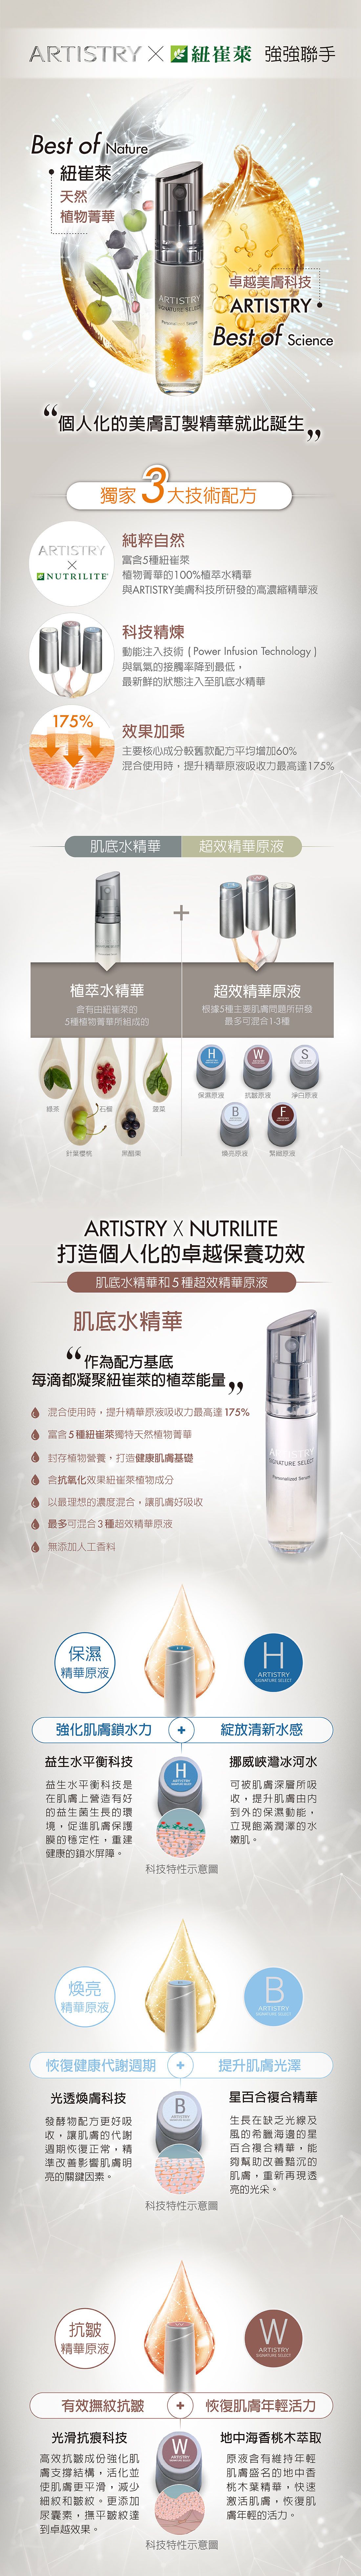 ARTISTRY X 紐崔萊 強強聯手
Best of Nature
紐崔萊
天然
植物菁華
卓越美膚科技
ARTISTRY
Best of Science
ARTISTRY
SIGNATURE SELECT
Personalized Serum
“個人化的美膚訂製精華就此誕生”
獨家3大技術配方
ARTISTRY
X
NUTRILITE
純粹自然
富含5種紐崔萊
植物菁華的100%植萃水精華
與ARTISTRY美膚科技所研發的高濃縮精華液
科技精煉
動能注入技術 ( Power Infusion Technology )
與氧氣的接觸率降到最低，
最新鮮的狀態注入至肌底水精華
175%
效果加乘
主要核心成分較舊款配方平均增加60%
混合使用時，提升精華原液吸收力最高達175%
肌底水精華
超效精華原液
+
植萃水精華
含有由紐崔萊的
5種植物菁華所組成的
超效精華原液
根據5種主要肌膚問題所研發
最多可混合1-3種
綠茶
石榴
菠菜
針葉櫻桃
黑醋栗
H
W
S
保濕原液
抗皺原液
淨白原液
B
F
煥亮原液
緊緻原液
ARTISTRY X NUTRILITE
打造個人化的卓越保養功效
肌底水精華和5種超效精華原液
肌底水精華
“作為配方基底
每滴都凝聚紐崔萊的植萃能量”
混合使用時，提升精華原液吸收力最高達175%
富含5種紐崔萊獨特天然植物菁華
封存植物營養，打造健康肌膚基礎
含抗氧化效果紐崔萊植物成分
以最理想的濃度混合，讓肌膚好吸收
最多可混合3種超效精華原液
無添加人工香料
ARTISTRY
SIGNATURE SELECT
Personalized Serum
保濕
精華原液
H
ARTISTRY
SIGNATURE SELECT
強化肌膚鎖水力
+
綻放清新水感
益生水平衡科技
益生水平衡科技是
在肌膚上營造有好
的益生菌生長的環
境，促進肌膚保護
膜的穩定性，重建
健康的鎖水屏障。
H
科技特性示意圖
挪威峽灣冰河水
可被肌膚深層所吸
收，提升肌膚由內
到外的保濕動能，
立現飽滿潤澤的水
嫩肌。
煥亮
精華原液
B
ARTISTRY
SIGNATURE SELECT
恢復健康代謝週期
+
提升肌膚光澤
光透煥膚科技
發酵物配方更好吸
收，讓肌膚的代謝
週期恢復正常，精
準改善影響肌膚明
亮的關鍵因素。
B
科技特性示意圖
星百合複合精華
生長在缺乏光線及
風的希臘海邊的星
百合複合精華，能
夠幫助改善黯沉的
肌膚，重新再現透
亮的光采。
抗皺
精華原液
W
ARTISTRY
SIGNATURE SELECT
有效撫紋抗皺
+
恢復肌膚年輕活力
光滑抗痕科技
高效抗皺成份強化肌
膚支撐結構，活化並
使肌膚更平滑，減少
細紋和皺紋。更添加
尿囊素，撫平皺紋達
到卓越效果。
W
科技特性示意圖
地中海香桃木萃取
原液含有維持年輕
肌膚盛名的地中香
桃木葉精華，快速
激活肌膚，恢復肌
膚年輕的活力。